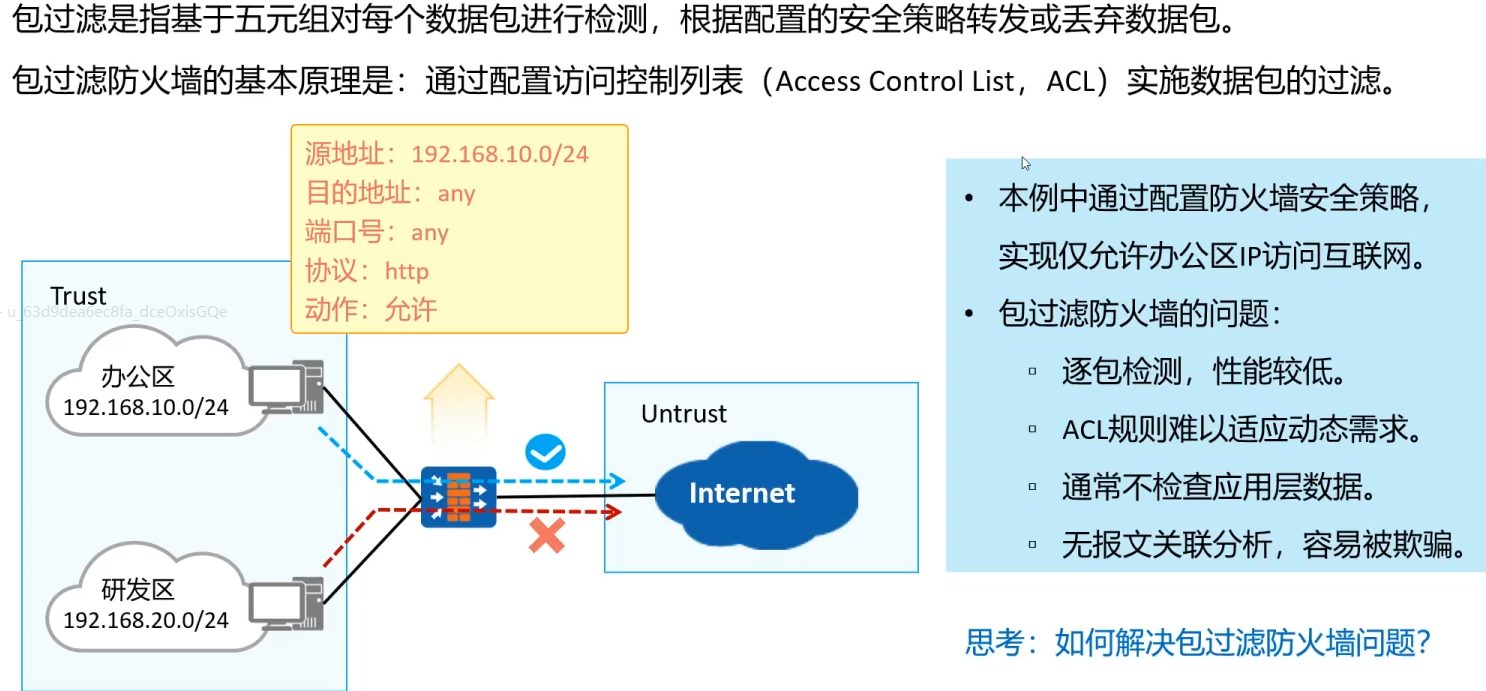 包过滤是指基于五元组对每个数据包进行检测，根据配置的安全策略转发或丢弃数据包。
包过滤防火墙的基本原理是：通过配置访问控制列表（Access Control List，ACL）实施数据包的过滤。
源地址：192.168.10.0/24
目的地址：any
端口号：any
协议：http
动作：允许
Trust
u_63d9dea6ec8fa_dceOxisGQe
办公区
192.168.10.0/24
研发区
192.168.20.0/24
Untrust
Internet
• 本例中通过配置防火墙安全策略，
实现仅允许办公区IP访问互联网。
• 包过滤防火墙的问题：
▫ 逐包检测，性能较低。
▫ ACL规则难以适应动态需求。
▫ 通常不检查应用层数据。
▫ 无报文关联分析，容易被欺骗。
思考：如何解决包过滤防火墙问题？